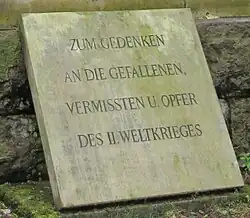 ZUM GEDENKEN
AN DIE GEFALLENEN,
VERMISSTEN U. OPFER
DES II. WELTKRIEGES